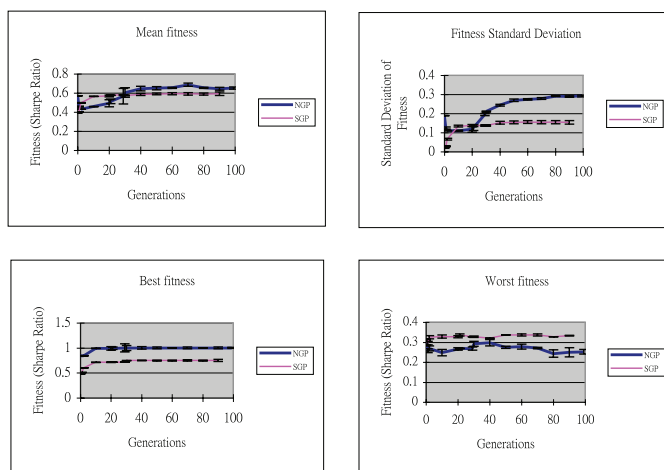 Mean fitness
Fitness (Sharpe Ratio)
0.8
0.6
0.4
0.2
0
0 20 40 60 80 100
Generations
NGP
SGP
Fitness Standard Deviation
Standard Deviation of
Fitness
0.4
0.3
0.2
0.1
0
0 20 40 60 80 100
Generations
NGP
SGP
Best fitness
Fitness (Sharpe Ratio)
1.5
1
0.5
0
0 20 40 60 80 100
Generations
NGP
SGP
Worst fitness
Fitness (Sharpe Ratio)
0.4
0.3
0.2
0.1
0
0 20 40 60 80 100
Generations
NGP
SGP